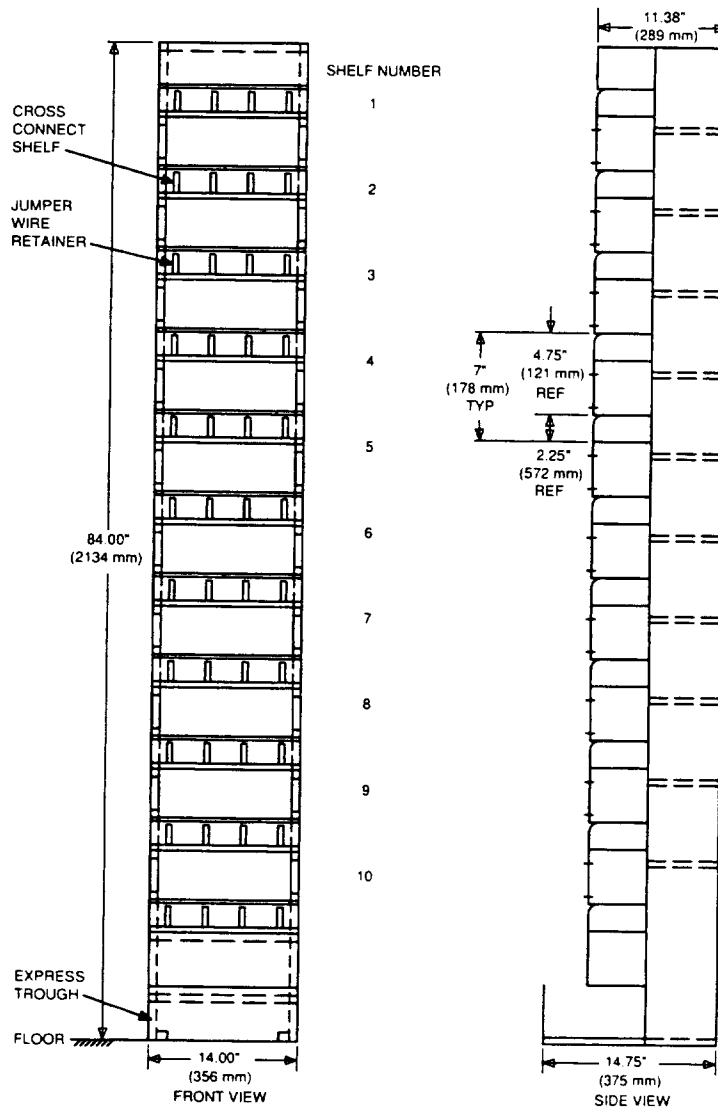 11.38"
(289 mm)
SHELF NUMBER
1
CROSS
CONNECT
SHELF
2
JUMPER
WIRE
RETAINER
3
4
7"
(178 mm)
TYP
4.75"
(121 mm)
REF
5
2.25"
(572 mm)
REF
6
84.00"
(2134 mm)
7
8
9
10
EXPRESS
TROUGH
FLOOR
14.00"
(356 mm)
FRONT VIEW
14.75"
(375 mm)
SIDE VIEW